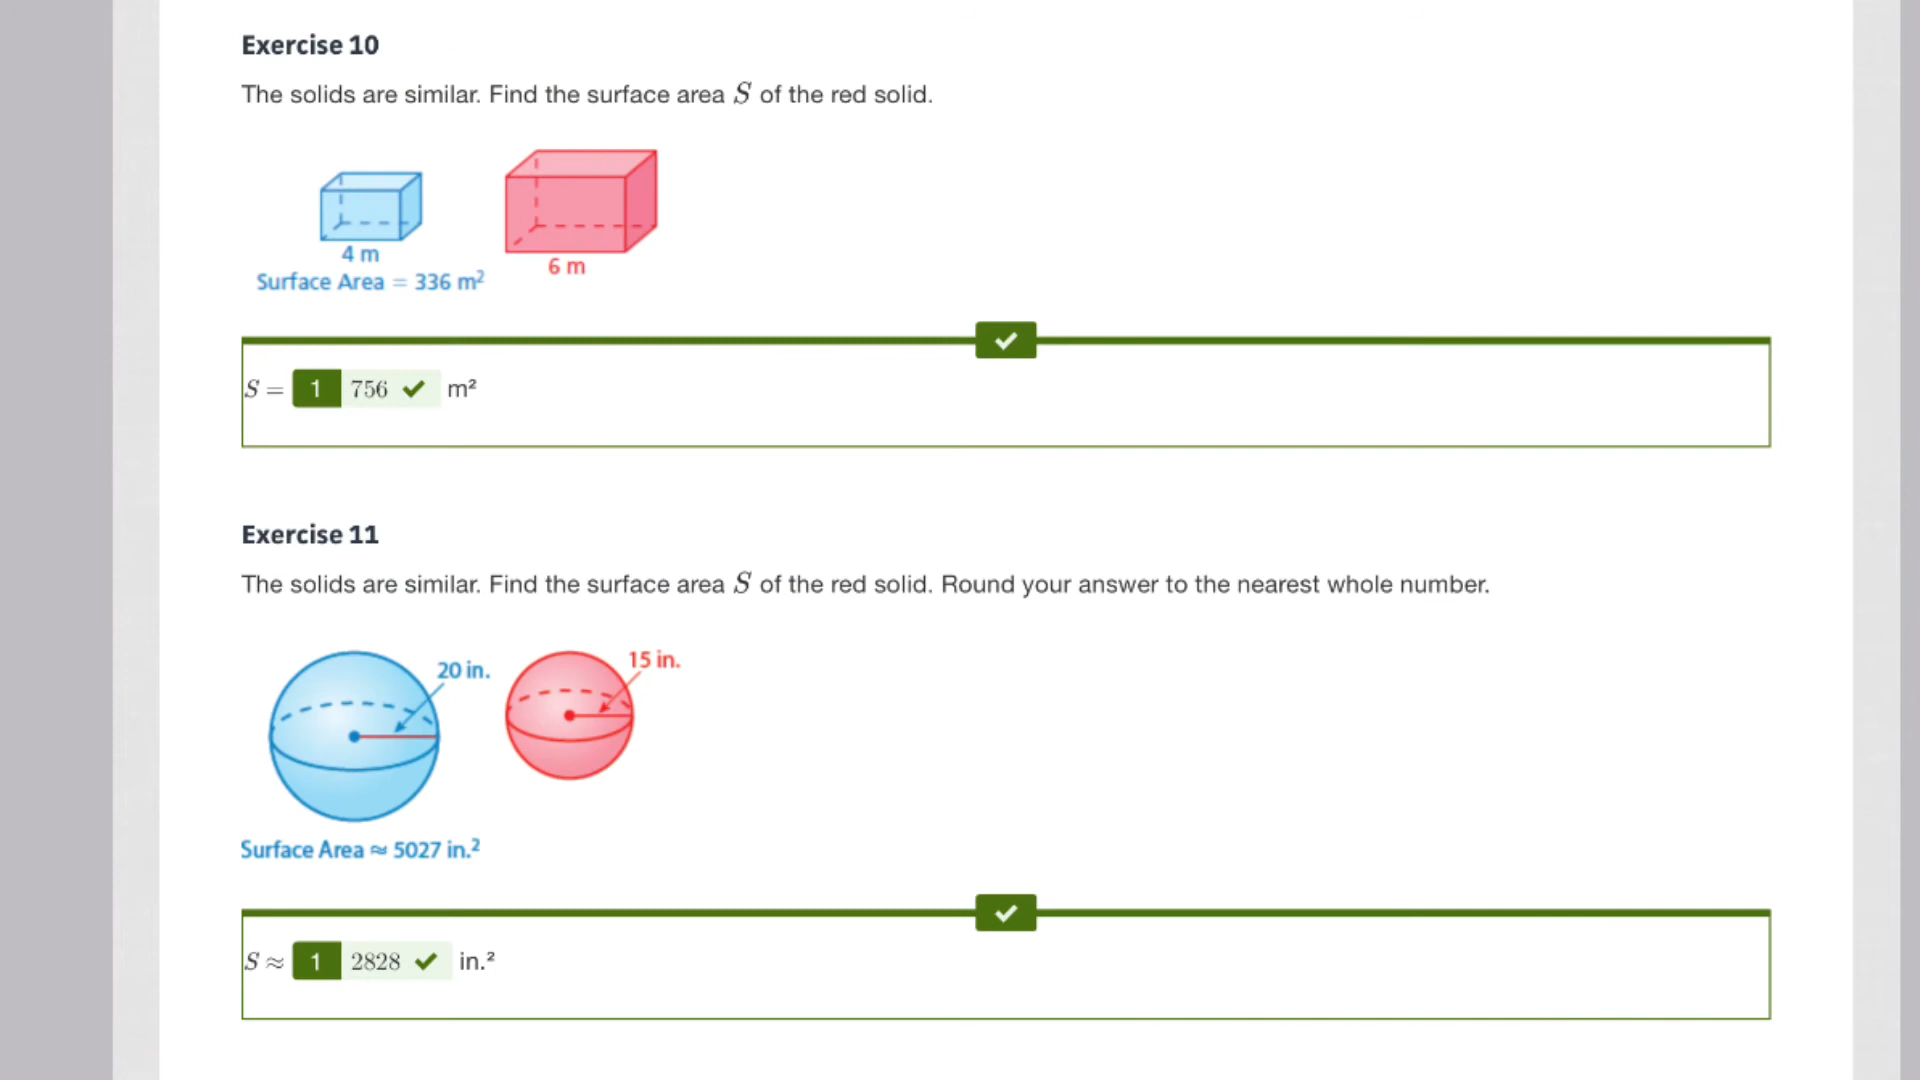 Exercise 10
The solids are similar. Find the surface area S of the red solid.
4 m
6 m
Surface Area = 336 m²
S = 1 756 m²
Exercise 11
The solids are similar. Find the surface area S of the red solid. Round your answer to the nearest whole number.
20 in.
15 in.
Surface Area ≈ 5027 in.²
S ≈ 1 2828 in.²